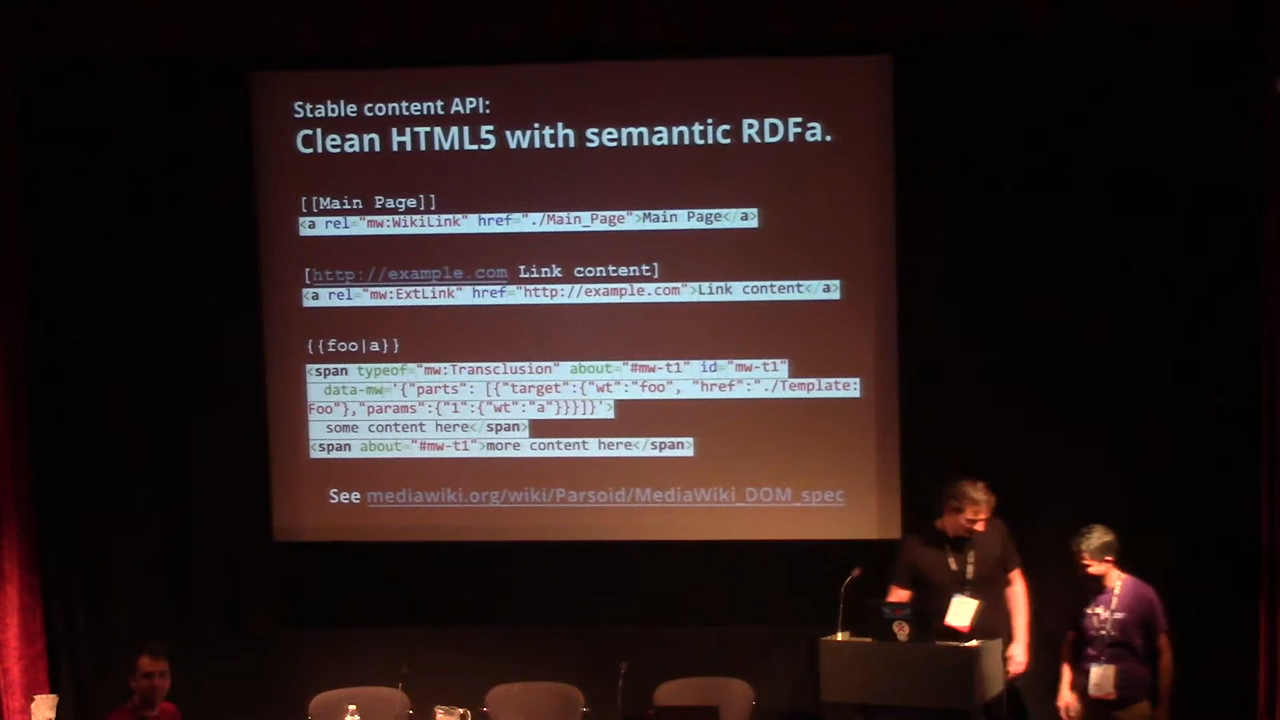 Stable content API:
Clean HTML5 with semantic RDFa.
[[Main Page]]
<a rel="mw:WikiLink" href="./Main_Page">Main Page</a>
[http://example.com Link content]
<a rel="mw:ExtLink" href="http://example.com">Link content</a>
{{foo|a}}
<span typeof="mw:Transclusion" about="#mw-t1" id="mw-t1"
data-mw='{"parts": [{"target":{"wt":"foo", "href":"./Template:
Foo"},"params":{"1":{"wt":"a"}}}]}'>
some content here</span>
<span about="#mw-t1">more content here</span>
See mediawiki.org/wiki/Parsoid/MediaWiki_DOM_spec